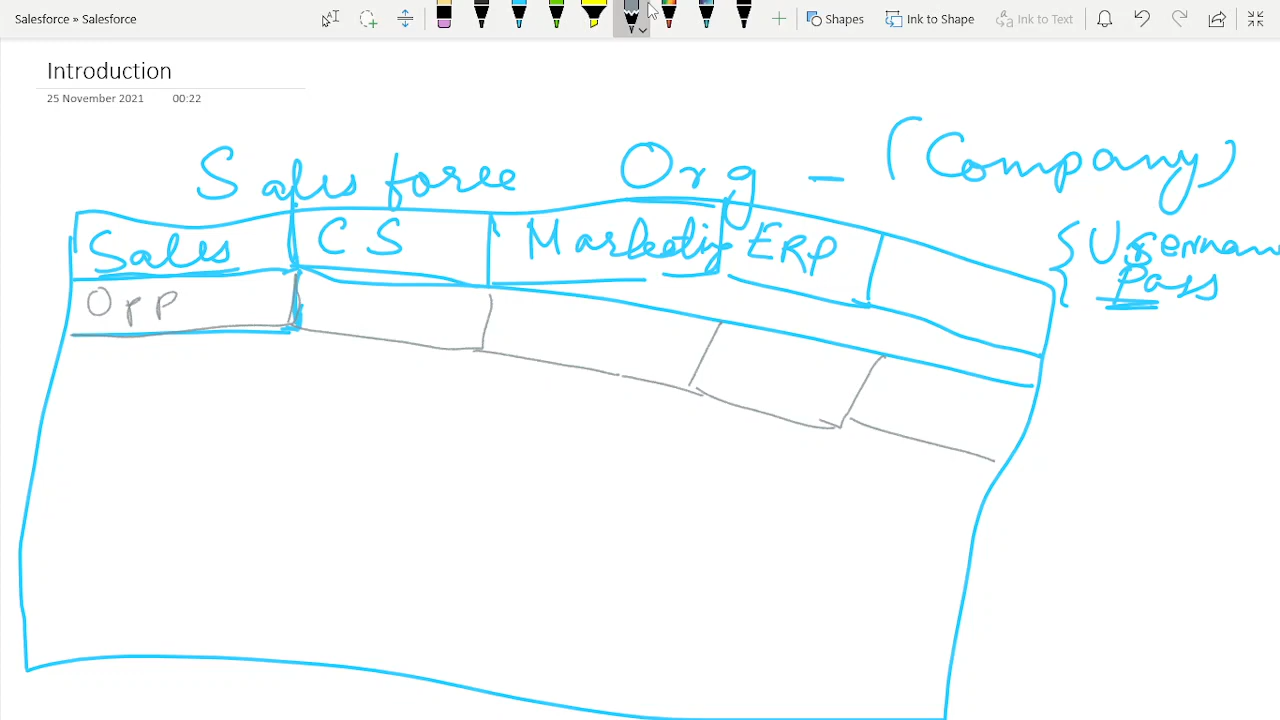 Salesforce » Salesforce
Shapes
Ink to Shape
Ink to Text
Introduction
25 November 2021 00:22
Salesforce Org - (Company)
Sales CS Marketing ERP
{ Usernam
Pass
Opp